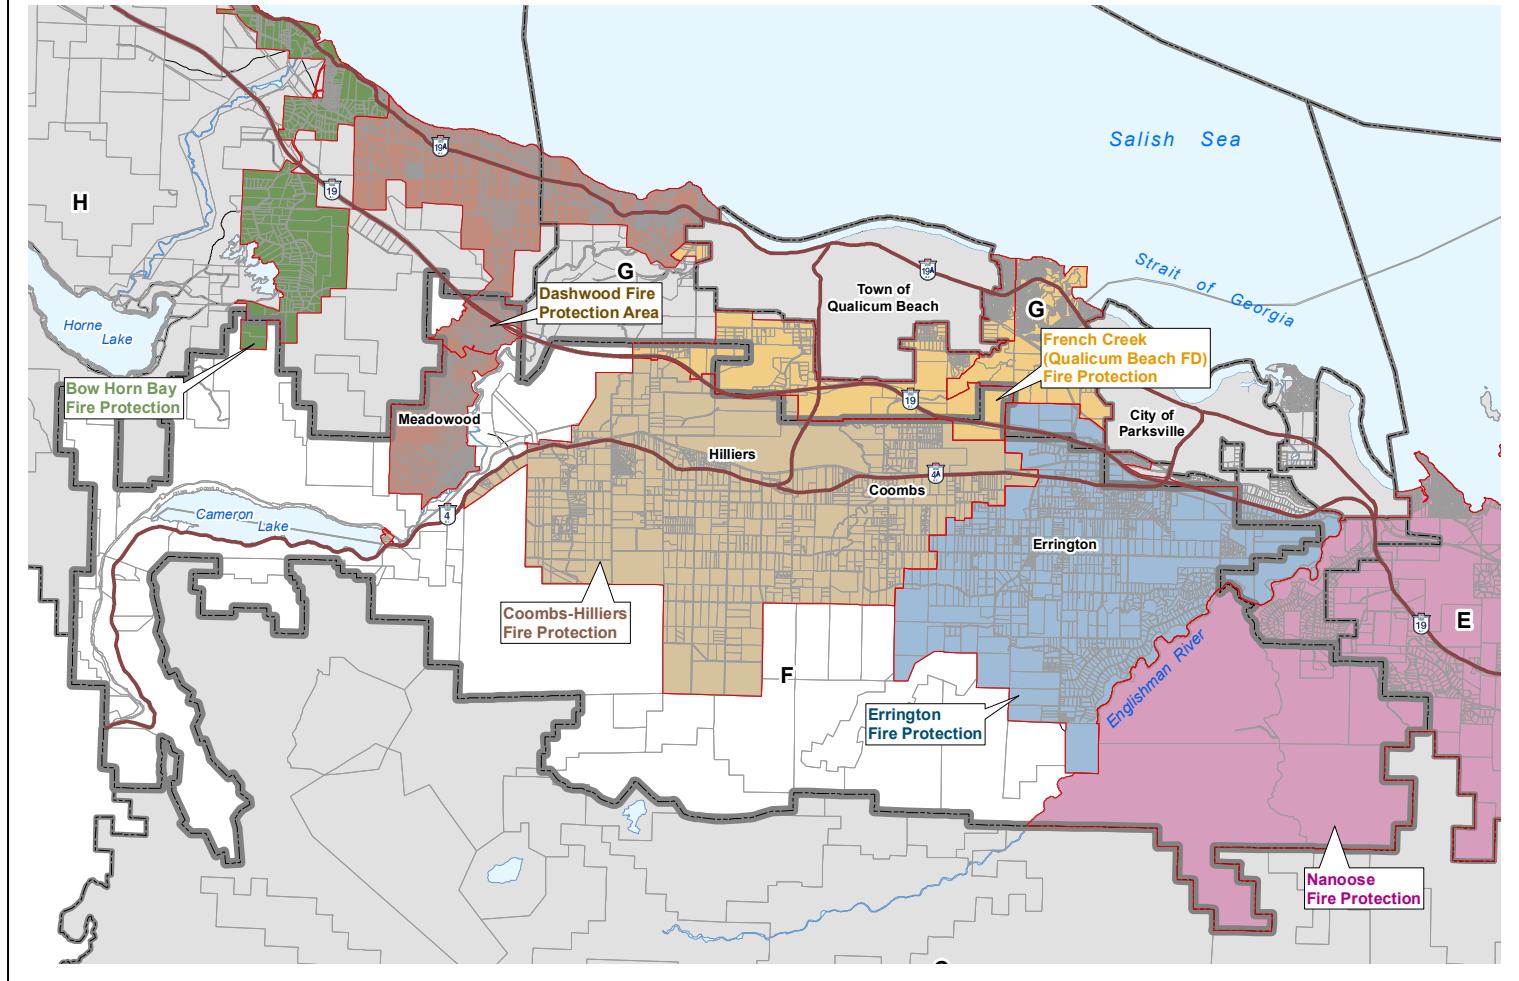 Salish Sea
19A
19
H
G
Dashwood Fire
Protection Area
Town of
Qualicum Beach
19A
Strait of Georgia
G
Horne
Lake
French Creek
(Qualicum Beach FD)
Fire Protection
Bow Horn Bay
Fire Protection
19
Meadowood
City of
Parksville
Hilliers
4A
Coombs
Cameron
Lake
4
Errington
Coombs-Hilliers
Fire Protection
19
E
Englishman River
F
Errington
Fire Protection
Nanoose
Fire Protection